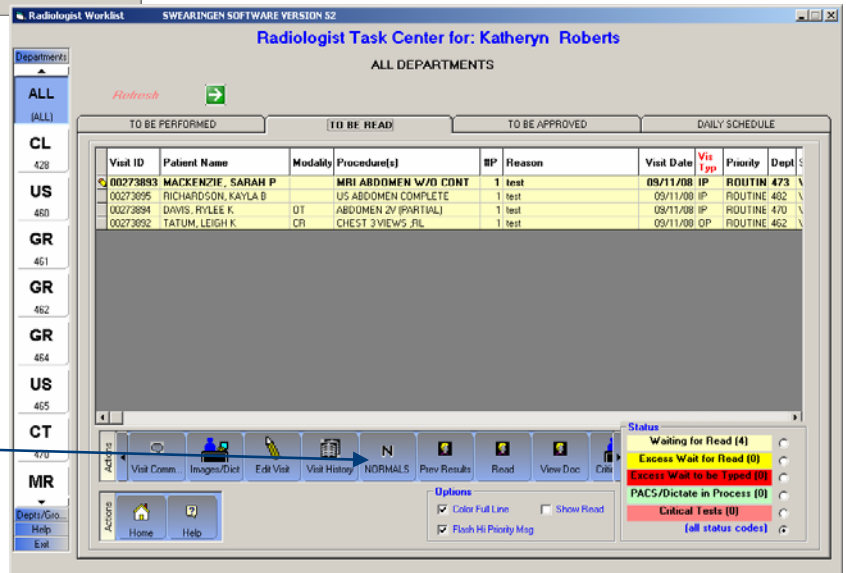 Radiologist Worklist SWEARINGEN SOFTWARE VERSION 52
Radiologist Task Center for: Katheryn Roberts
ALL DEPARTMENTS
Departments
ALL
(ALL)
CL
428
US
460
GR
461
GR
462
GR
464
US
465
CT
470
MR
Depts/Gro...
Help
Exit
Refresh
TO BE PERFORMED TO BE READ TO BE APPROVED DAILY SCHEDULE
Visit ID Patient Name Modality Procedure(s) #P Reason Visit Date Vis Typ Priority Dept S
00273893 MACKENZIE, SARAH P MRI ABDOMEN W/O CONT 1 test 09/11/08 IP ROUTIN 473
00273895 RICHARDSON, KAYLA B US ABDOMEN COMPLETE 1 test 09/11/08 IP ROUTINE 482
00273894 DAVIS, RYLEE K OT ABDOMEN 2V (PARTIAL) 1 test 09/11/08 IP ROUTINE 470
00273892 TATUM, LEIGH K CR CHEST 3 VIEWS ;RL 1 test 09/11/08 OP ROUTINE 462
Actions
Visit Comm... Images/Dict Edit Visit Visit History N NORMALS Prev Results Read View Doc Critic
Actions
Home Help
Options
Color Full Line Show Read
Flash Hi Priority Msg
Status
Waiting for Read (4)
Excess Wait for Read (0)
Excess Wait to be Typed (0)
PACS/Dictate in Process (0)
Critical Tests (0)
(all status codes)